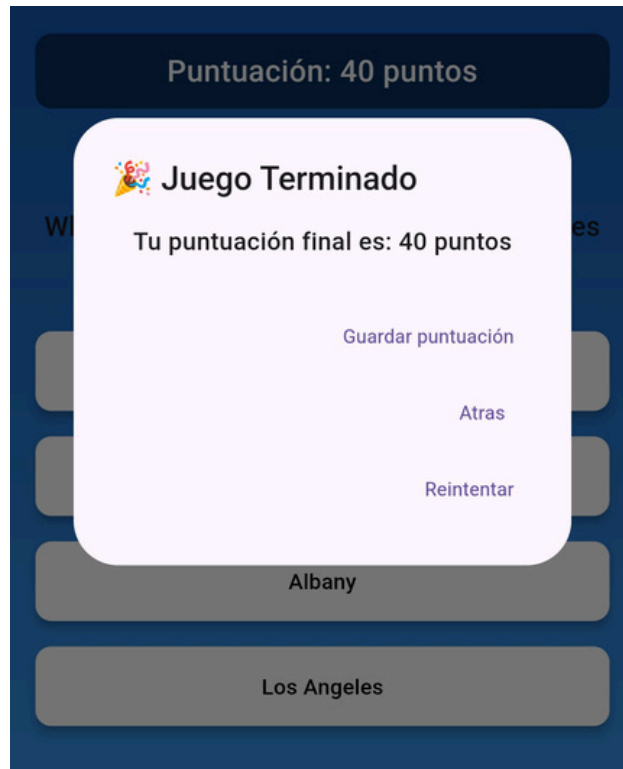 Puntuación: 40 puntos
🎉 Juego Terminado
Tu puntuación final es: 40 puntos
Guardar puntuación
Atras
Reintentar
Albany
Los Angeles